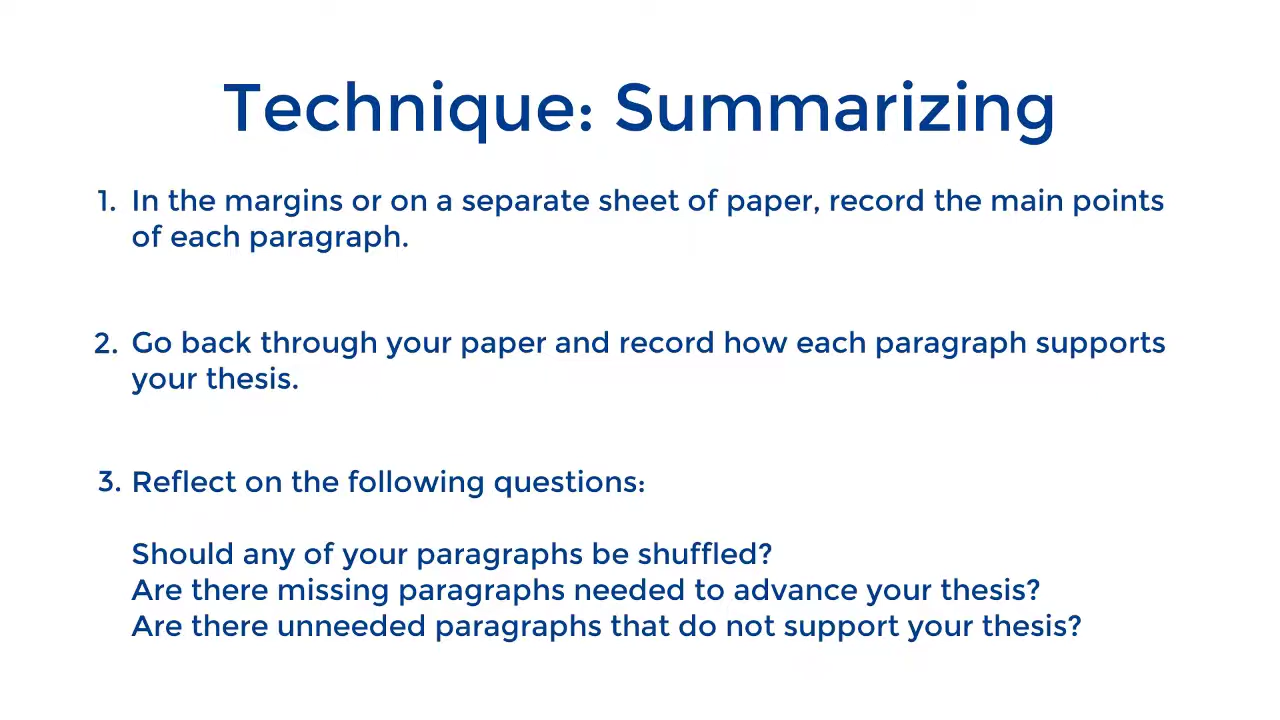 Technique: Summarizing
1. In the margins or on a separate sheet of paper, record the main points
of each paragraph.
2. Go back through your paper and record how each paragraph supports
your thesis.
3. Reflect on the following questions:
Should any of your paragraphs be shuffled?
Are there missing paragraphs needed to advance your thesis?
Are there unneeded paragraphs that do not support your thesis?